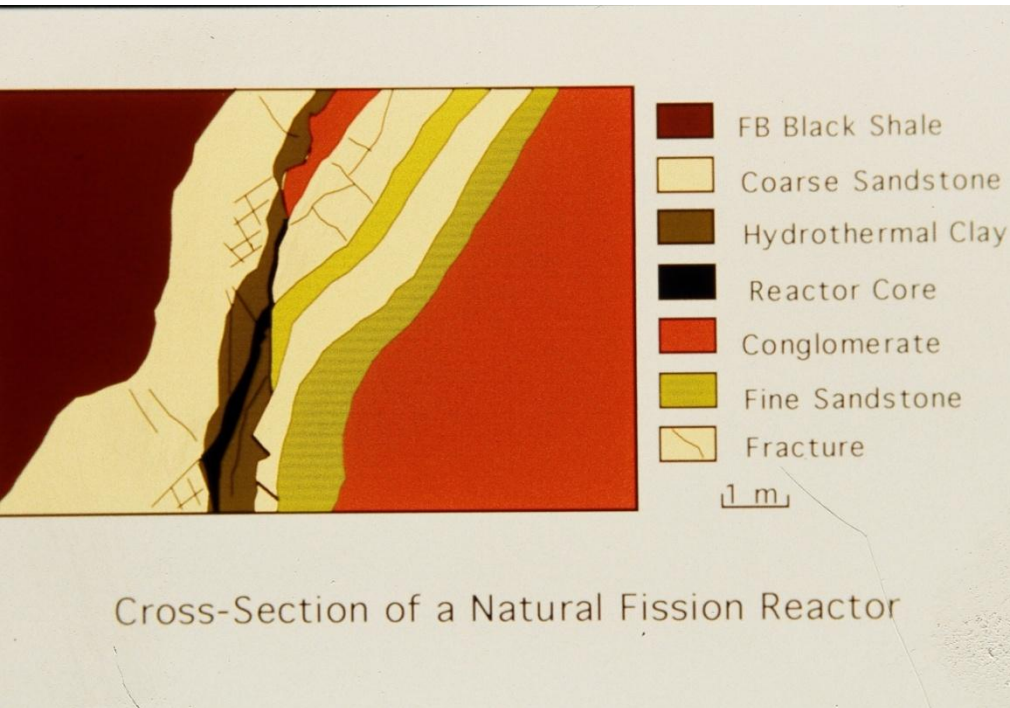 FB Black Shale
Coarse Sandstone
Hydrothermal Clay
Reactor Core
Conglomerate
Fine Sandstone
Fracture
1 m
Cross-Section of a Natural Fission Reactor